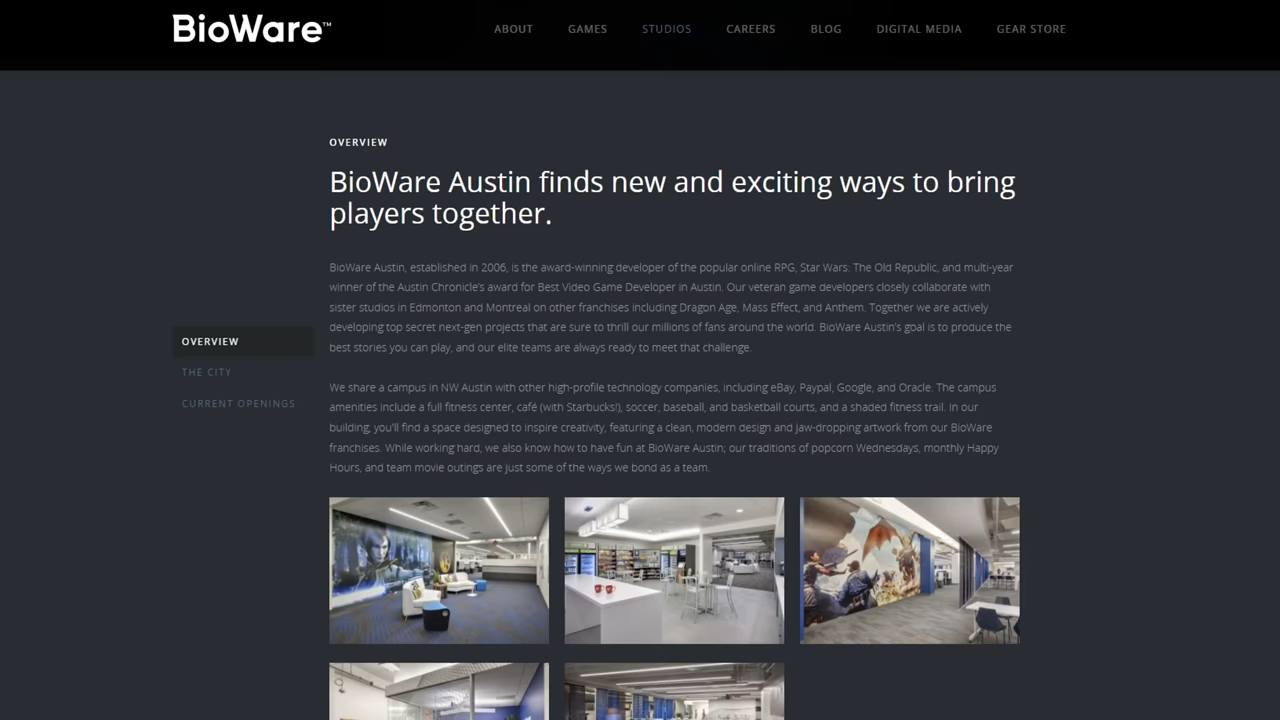 BioWare™
ABOUT GAMES STUDIOS CAREERS BLOG DIGITAL MEDIA GEAR STORE
OVERVIEW
BioWare Austin finds new and exciting ways to bring
players together.
BioWare Austin, established in 2006, is the award-winning developer of the popular online RPG, Star Wars: The Old Republic, and multi-year
winner of the Austin Chronicle's award for Best Video Game Developer in Austin. Our veteran game developers closely collaborate with
sister studios in Edmonton and Montreal on other franchises including Dragon Age, Mass Effect, and Anthem. Together we are actively
developing top secret next-gen projects that are sure to thrill our millions of fans around the world. BioWare Austin's goal is to produce the
best stories you can play, and our elite teams are always ready to meet that challenge.
OVERVIEW
THE CITY
CURRENT OPENINGS
We share a campus in NW Austin with other high-profile technology companies, including eBay, Paypal, Google, and Oracle. The campus
amenities include a full fitness center, café (with Starbucks!), soccer, baseball, and basketball courts, and a shaded fitness trail. In our
building, you'll find a space designed to inspire creativity, featuring a clean, modern design and jaw-dropping artwork from our BioWare
franchises. While working hard, we also know how to have fun at BioWare Austin; our traditions of popcorn Wednesdays, monthly Happy
Hours, and team movie outings are just some of the ways we bond as a team.